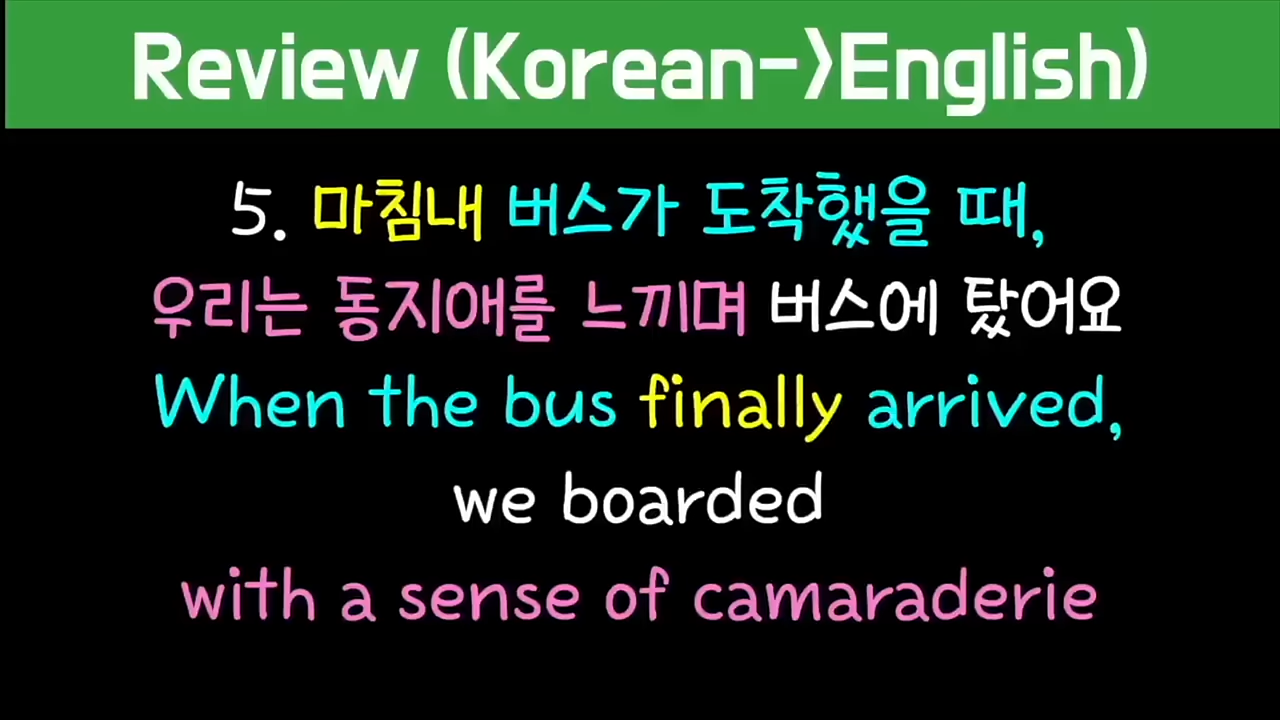 Review (Korean->English)
5. 마침내 버스가 도착했을 때,
우리는 동지애를 느끼며 버스에 탔어요
When the bus finally arrived,
we boarded
with a sense of camaraderie